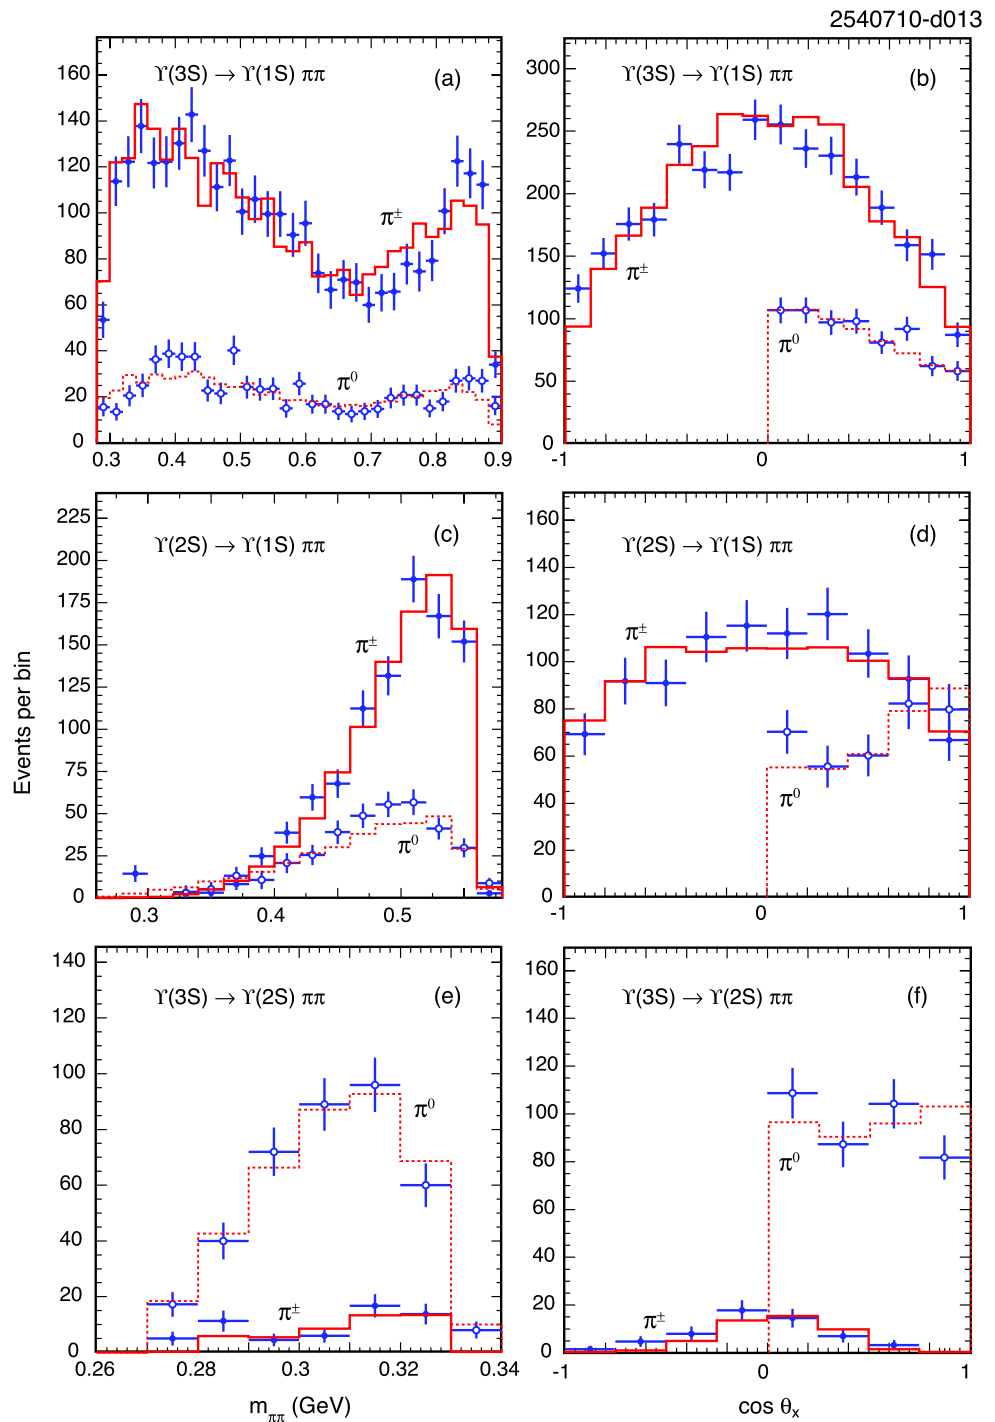 2540710-d013
ϒ(3S) → ϒ(1S) ππ (a)
160
140
120
100
80
60
40
20
0
π±
π0
0.3 0.4 0.5 0.6 0.7 0.8 0.9
ϒ(3S) → ϒ(1S) ππ (b)
300
250
200
150
100
50
0
π±
π0
-1 0 1
ϒ(2S) → ϒ(1S) ππ (c)
225
200
175
150
125
100
75
50
25
0
π±
π0
0.3 0.4 0.5
Events per bin
ϒ(2S) → ϒ(1S) ππ (d)
160
140
120
100
80
60
40
20
0
π±
π0
-1 0 1
ϒ(3S) → ϒ(2S) ππ (e)
140
120
100
80
60
40
20
0
π0
π±
0.26 0.28 0.3 0.32 0.34
mππ (GeV)
ϒ(3S) → ϒ(2S) ππ (f)
160
140
120
100
80
60
40
20
0
π0
π±
-1 0 1
cos θx